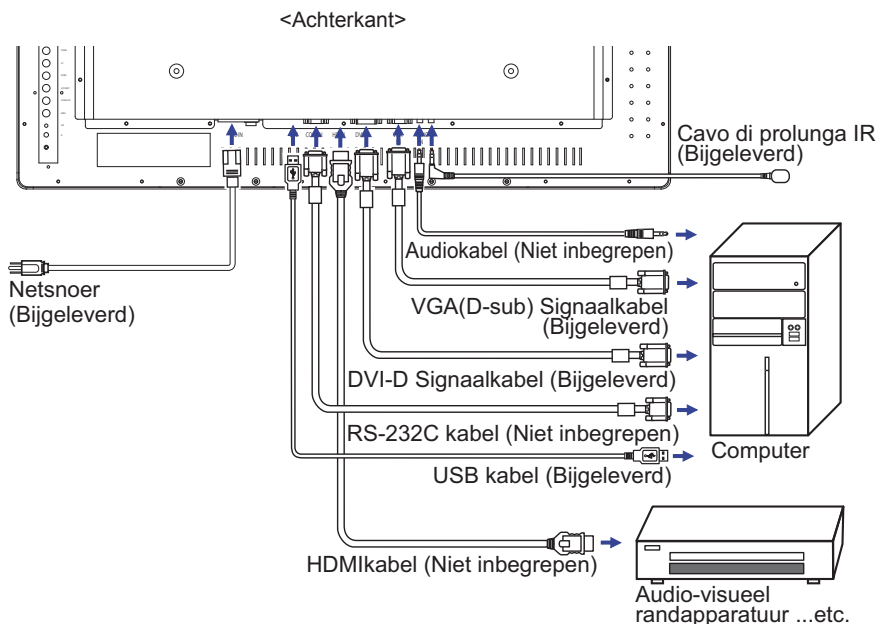 <Achterkant>
Cavo di prolunga IR
(Bijgeleverd)
Audiokabel (Niet inbegrepen)
Netsnoer
(Bijgeleverd)
VGA(D-sub) Signaalkabel
(Bijgeleverd)
DVI-D Signaalkabel (Bijgeleverd)
RS-232C kabel (Niet inbegrepen)
Computer
USB kabel (Bijgeleverd)
HDMIkabel (Niet inbegrepen)
Audio-visueel
randapparatuur ...etc.